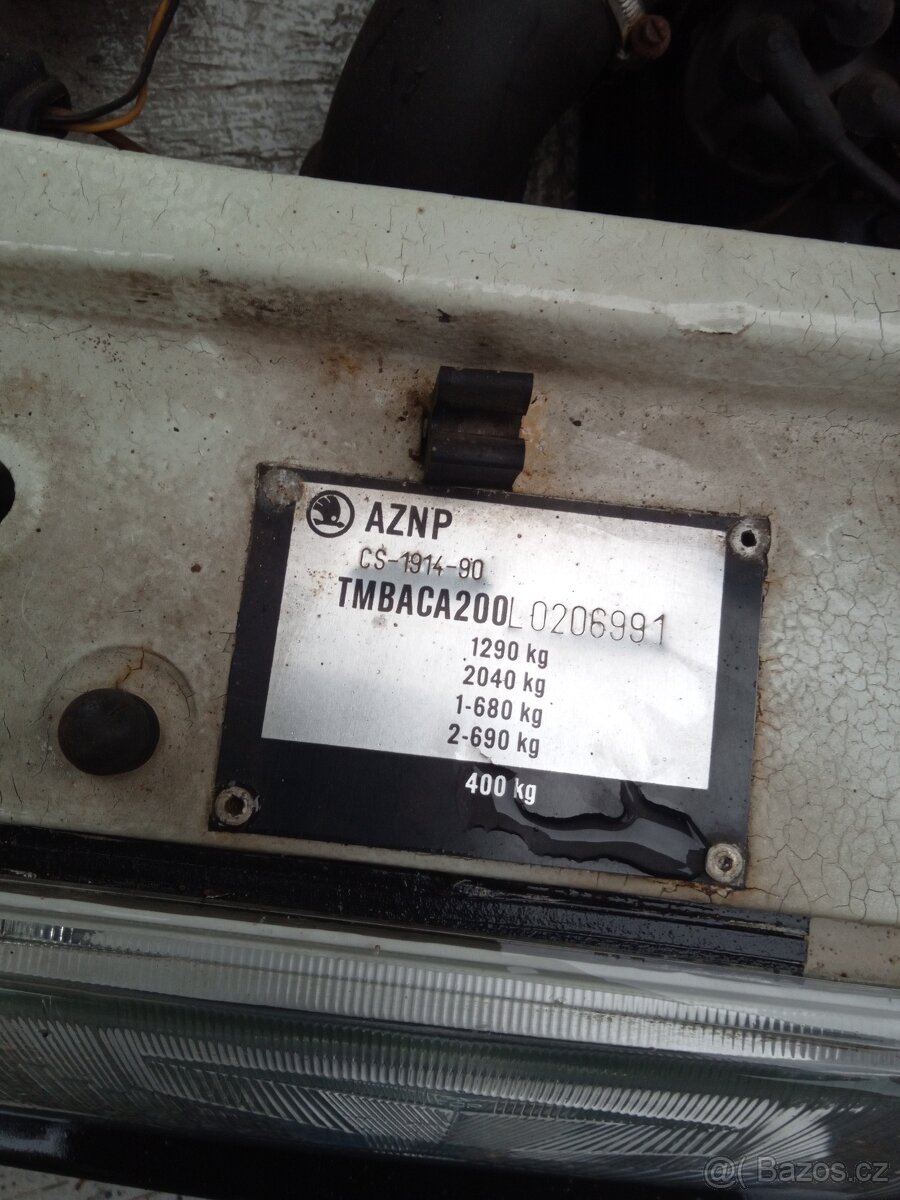 AZNP
CS-1914-90
TMBACA200L0206991
1290 kg
2040 kg
1-680 kg
2-690 kg
400 kg
@( Bazos.cz